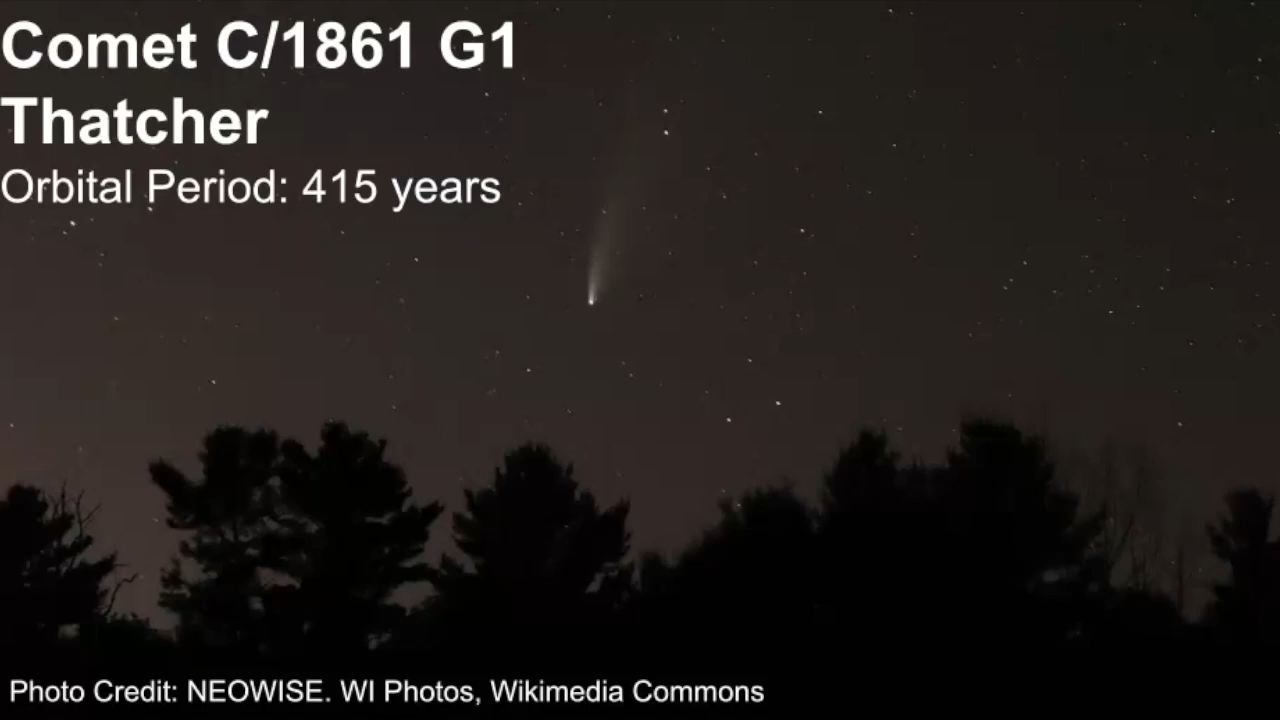 Comet C/1861 G1
Thatcher
Orbital Period: 415 years
Photo Credit: NEOWISE. WI Photos, Wikimedia Commons